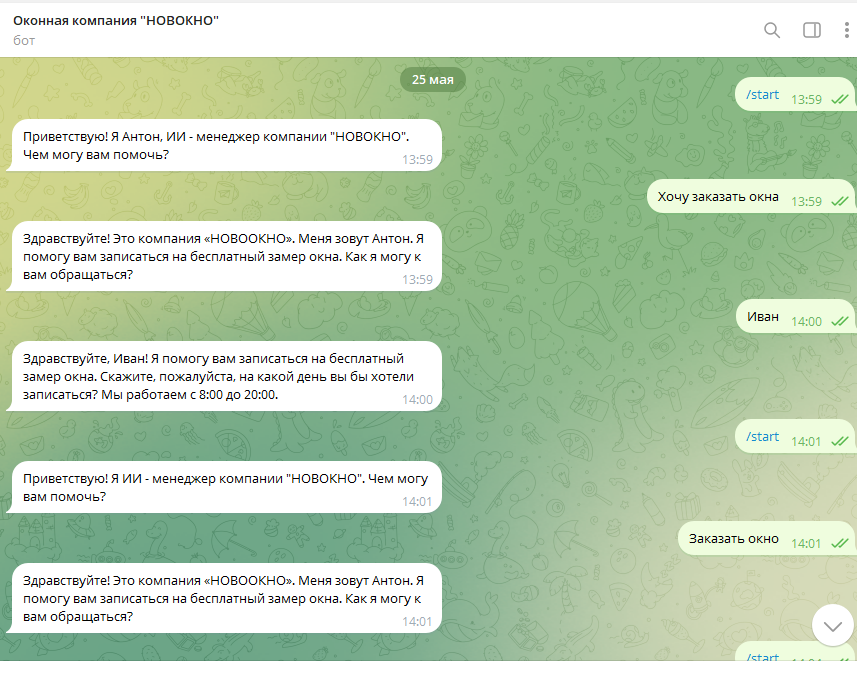 Оконная компания "НОВОКНО"
бот
25 мая
/start 13:59
Приветствую! Я Антон, ИИ - менеджер компании "НОВОКНО".
Чем могу вам помочь?
13:59
Хочу заказать окна 13:59
Здравствуйте! Это компания «НОВООКНО». Меня зовут Антон. Я
помогу вам записаться на бесплатный замер окна. Как я могу к
вам обращаться?
13:59
Иван 14:00
Здравствуйте, Иван! Я помогу вам записаться на бесплатный
замер окна. Скажите, пожалуйста, на какой день вы бы хотели
записаться? Мы работаем с 8:00 до 20:00.
14:00
/start 14:01
Приветствую! Я ИИ - менеджер компании "НОВОКНО". Чем могу
вам помочь?
14:01
Заказать окно 14:01
Здравствуйте! Это компания «НОВООКНО». Меня зовут Антон. Я
помогу вам записаться на бесплатный замер окна. Как я могу к
вам обращаться?
14:01
/start